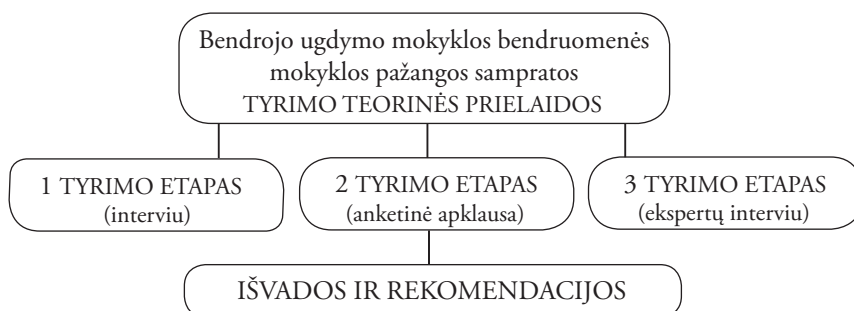 Bendrojo ugdymo mokyklos bendruomenės
mokyklos pažangos sampratos
TYRIMO TEORINĖS PRIELAIDOS
1 TYRIMO ETAPAS
(interviu)
2 TYRIMO ETAPAS
(anketinė apklausa)
3 TYRIMO ETAPAS
(ekspertų interviu)
IŠVADOS IR REKOMENDACIJOS